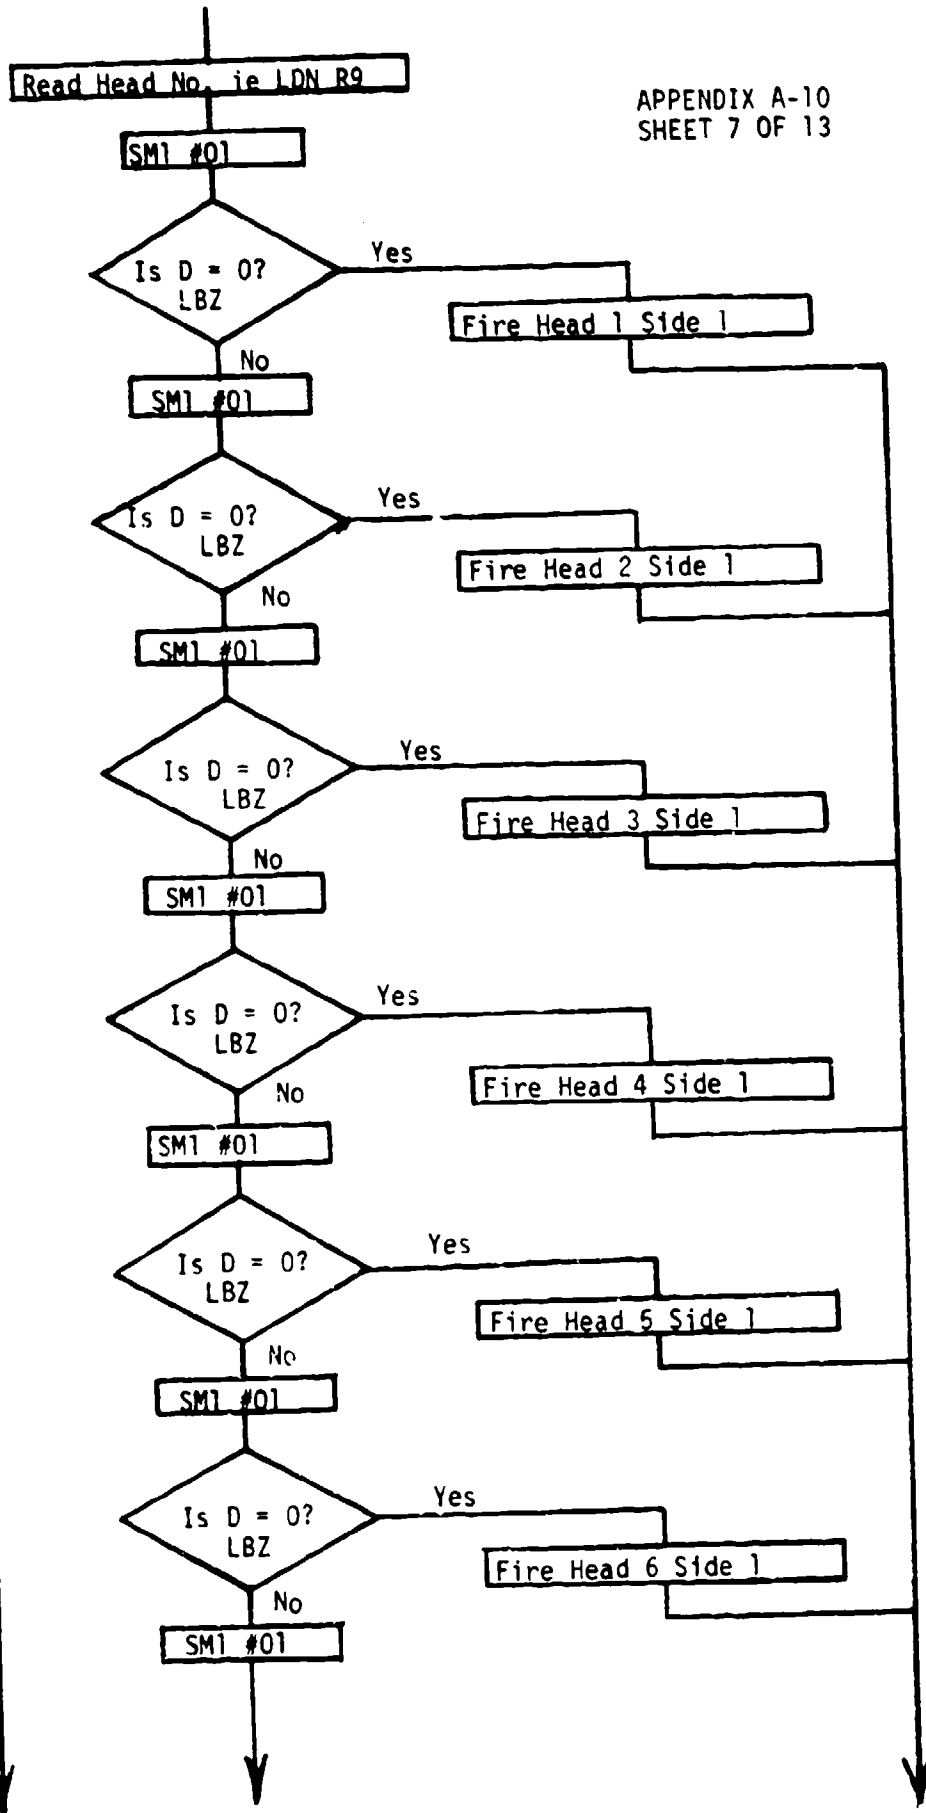 Read Head No. ie LDN R9
APPENDIX A-10
SHEET 7 OF 13
SM1 #01
Is D = 0?
LBZ
Yes
Fire Head 1 Side 1
No
SM1 #01
Is D = 0?
LBZ
Yes
Fire Head 2 Side 1
No
SM1 #01
Is D = 0?
LBZ
Yes
Fire Head 3 Side 1
No
SM1 #01
Is D = 0?
LBZ
Yes
Fire Head 4 Side 1
No
SM1 #01
Is D = 0?
LBZ
Yes
Fire Head 5 Side 1
No
SM1 #01
Is D = 0?
LBZ
Yes
Fire Head 6 Side 1
No
SM1 #01